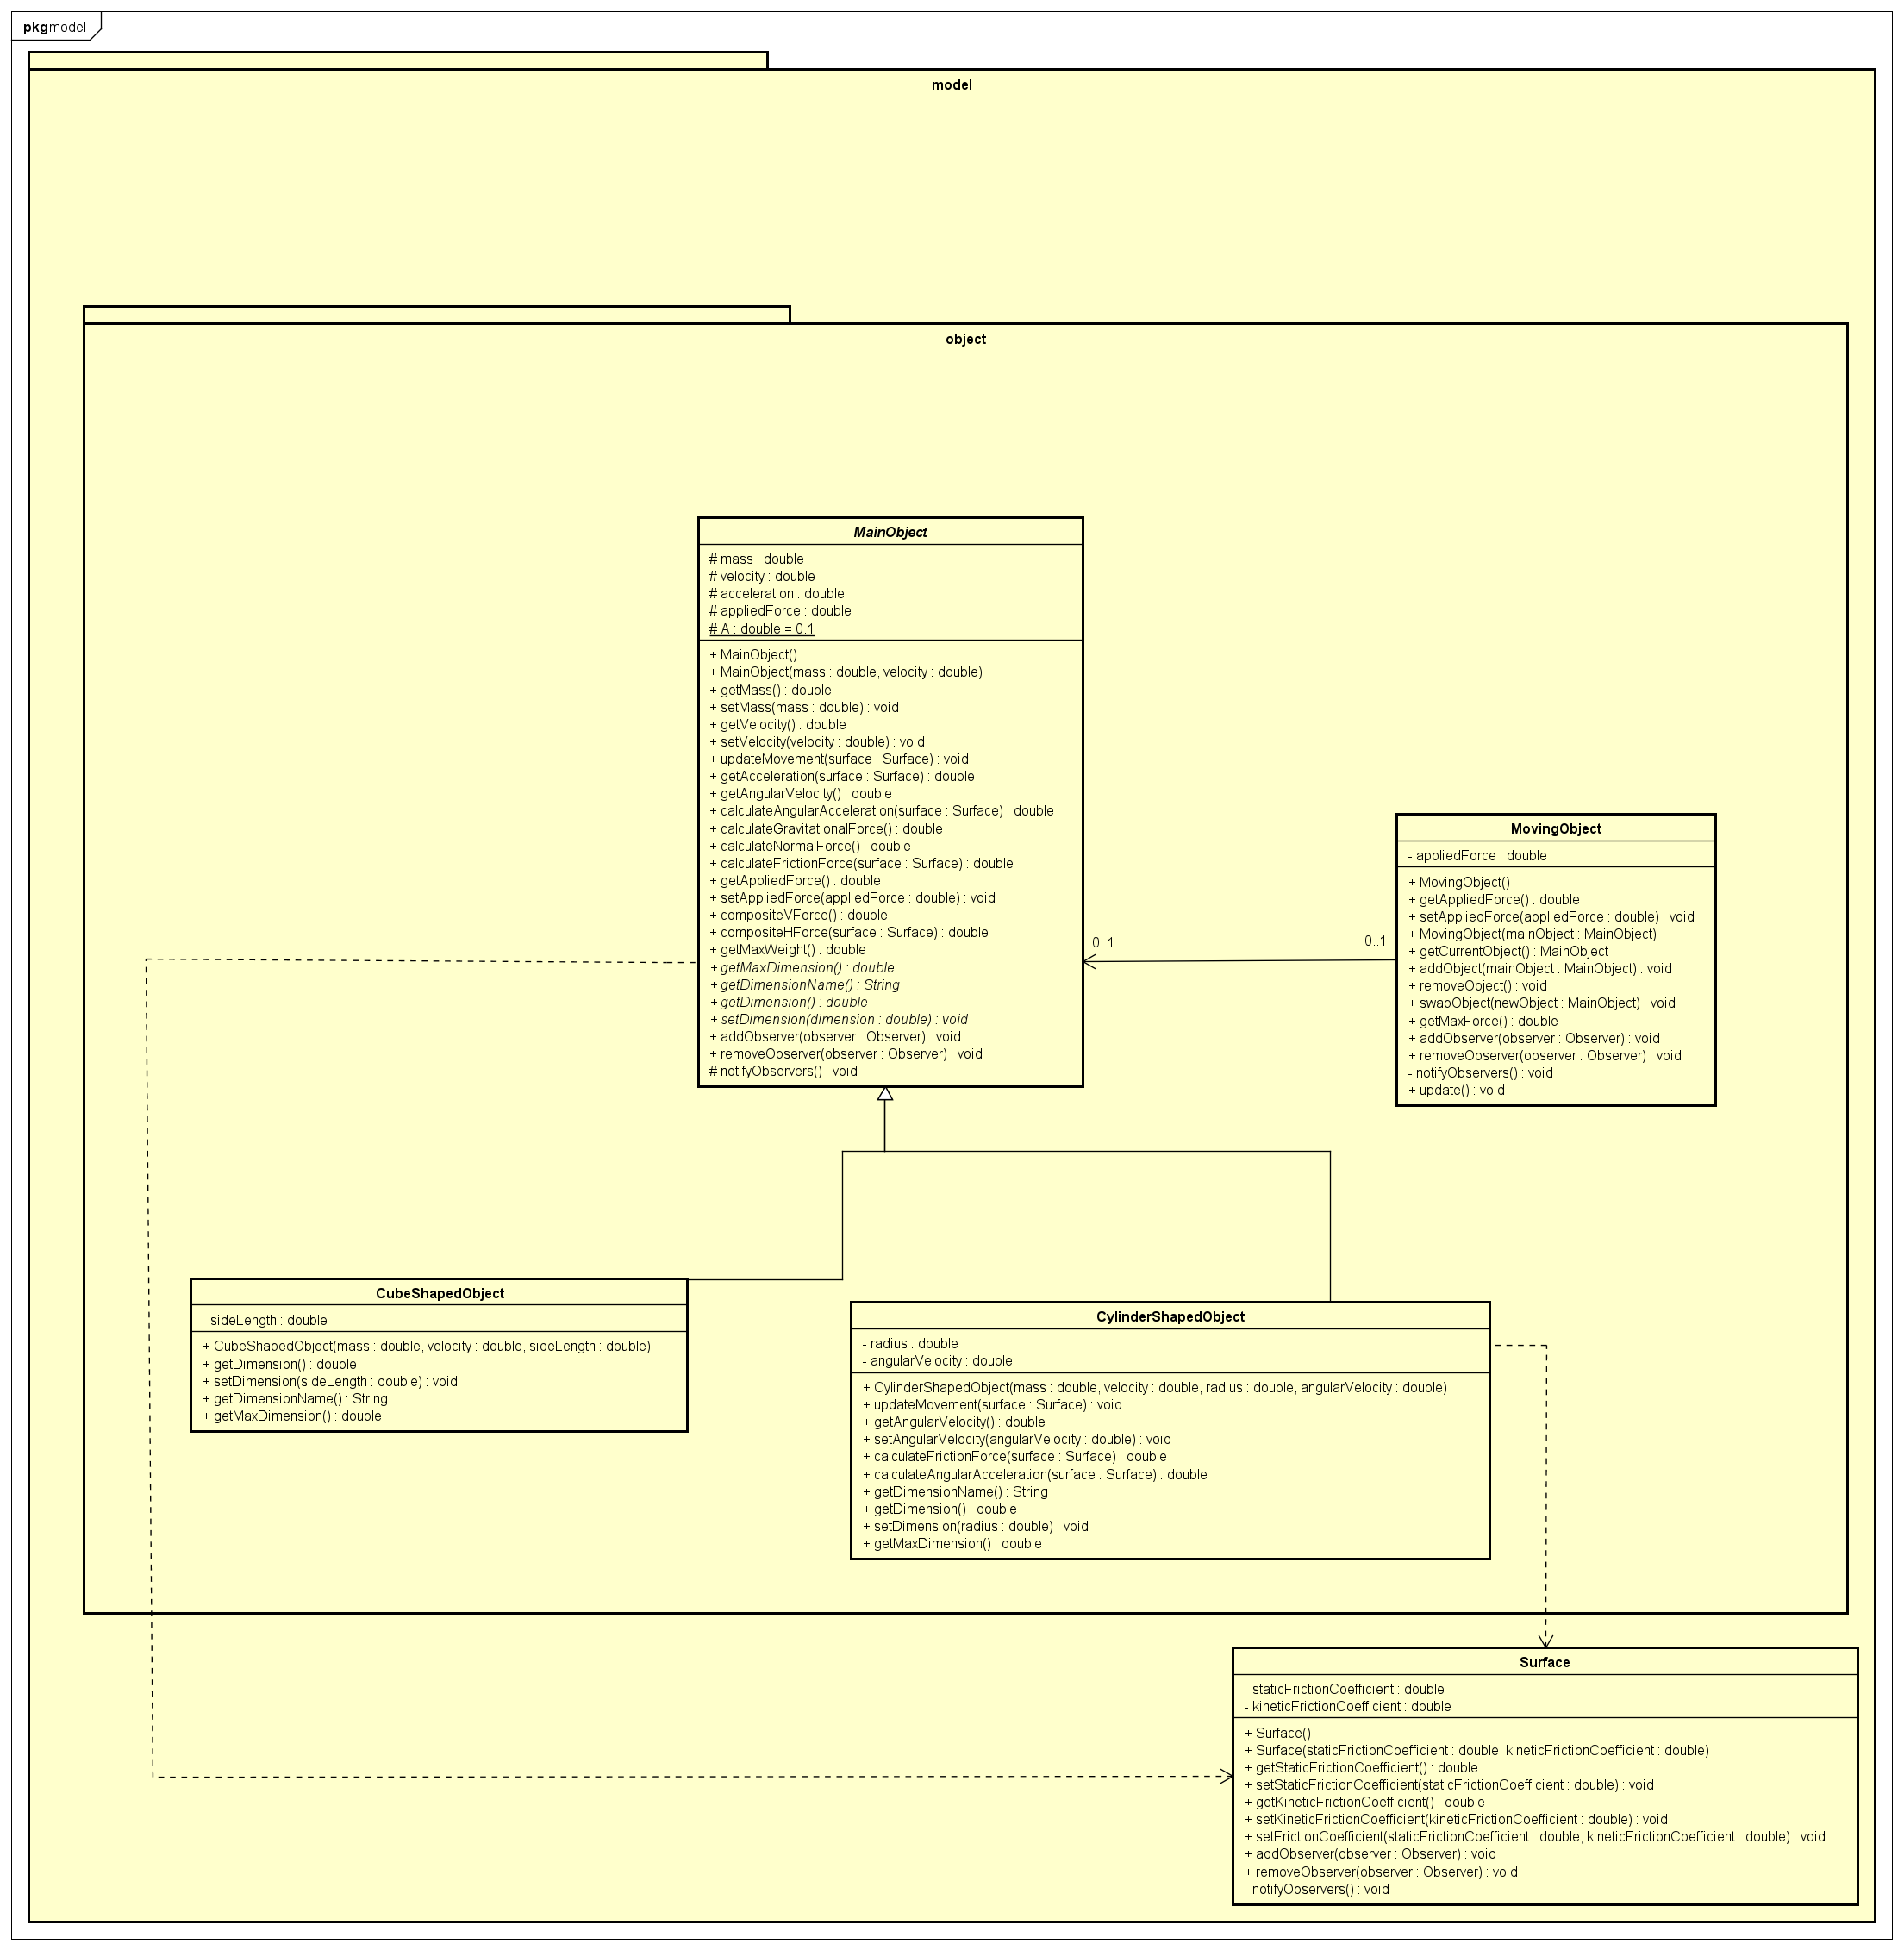 pkg model
model
object
MainObject
# mass : double
# velocity : double
# acceleration : double
# appliedForce : double
# A : double = 0.1
+ MainObject()
+ MainObject(mass : double, velocity : double)
+ getMass() : double
+ setMass(mass : double) : void
+ getVelocity() : double
+ setVelocity(velocity : double) : void
+ updateMovement(surface : Surface) : void
+ getAcceleration(surface : Surface) : double
+ getAngularVelocity() : double
+ calculateAngularAcceleration(surface : Surface) : double
+ calculateGravitationalForce() : double
+ calculateNormalForce() : double
+ calculateFrictionForce(surface : Surface) : double
+ getAppliedForce() : double
+ setAppliedForce(appliedForce : double) : void
+ compositeVForce() : double
+ compositeHForce(surface : Surface) : double
+ getMaxWeight() : double
+ getMaxDimension() : double
+ getDimensionName() : String
+ getDimension() : double
+ setDimension(dimension : double) : void
+ addObserver(observer : Observer) : void
+ removeObserver(observer : Observer) : void
# notifyObservers() : void
0..1
0..1
MovingObject
- appliedForce : double
+ MovingObject()
+ getAppliedForce() : double
+ setAppliedForce(appliedForce : double) : void
+ MovingObject(mainObject : MainObject)
+ getCurrentObject() : MainObject
+ addObject(mainObject : MainObject) : void
+ removeObject() : void
+ swapObject(newObject : MainObject) : void
+ getMaxForce() : double
+ addObserver(observer : Observer) : void
+ removeObserver(observer : Observer) : void
- notifyObservers() : void
+ update() : void
CubeShapedObject
- sideLength : double
+ CubeShapedObject(mass : double, velocity : double, sideLength : double)
+ getDimension() : double
+ setDimension(sideLength : double) : void
+ getDimensionName() : String
+ getMaxDimension() : double
CylinderShapedObject
- radius : double
- angularVelocity : double
+ CylinderShapedObject(mass : double, velocity : double, radius : double, angularVelocity : double)
+ updateMovement(surface : Surface) : void
+ getAngularVelocity() : double
+ setAngularVelocity(angularVelocity : double) : void
+ calculateFrictionForce(surface : Surface) : double
+ calculateAngularAcceleration(surface : Surface) : double
+ getDimensionName() : String
+ getDimension() : double
+ setDimension(radius : double) : void
+ getMaxDimension() : double
Surface
- staticFrictionCoefficient : double
- kineticFrictionCoefficient : double
+ Surface()
+ Surface(staticFrictionCoefficient : double, kineticFrictionCoefficient : double)
+ getStaticFrictionCoefficient() : double
+ setStaticFrictionCoefficient(staticFrictionCoefficient : double) : void
+ getKineticFrictionCoefficient() : double
+ setKineticFrictionCoefficient(kineticFrictionCoefficient : double) : void
+ setFrictionCoefficient(staticFrictionCoefficient : double, kineticFrictionCoefficient : double) : void
+ addObserver(observer : Observer) : void
+ removeObserver(observer : Observer) : void
- notifyObservers() : void